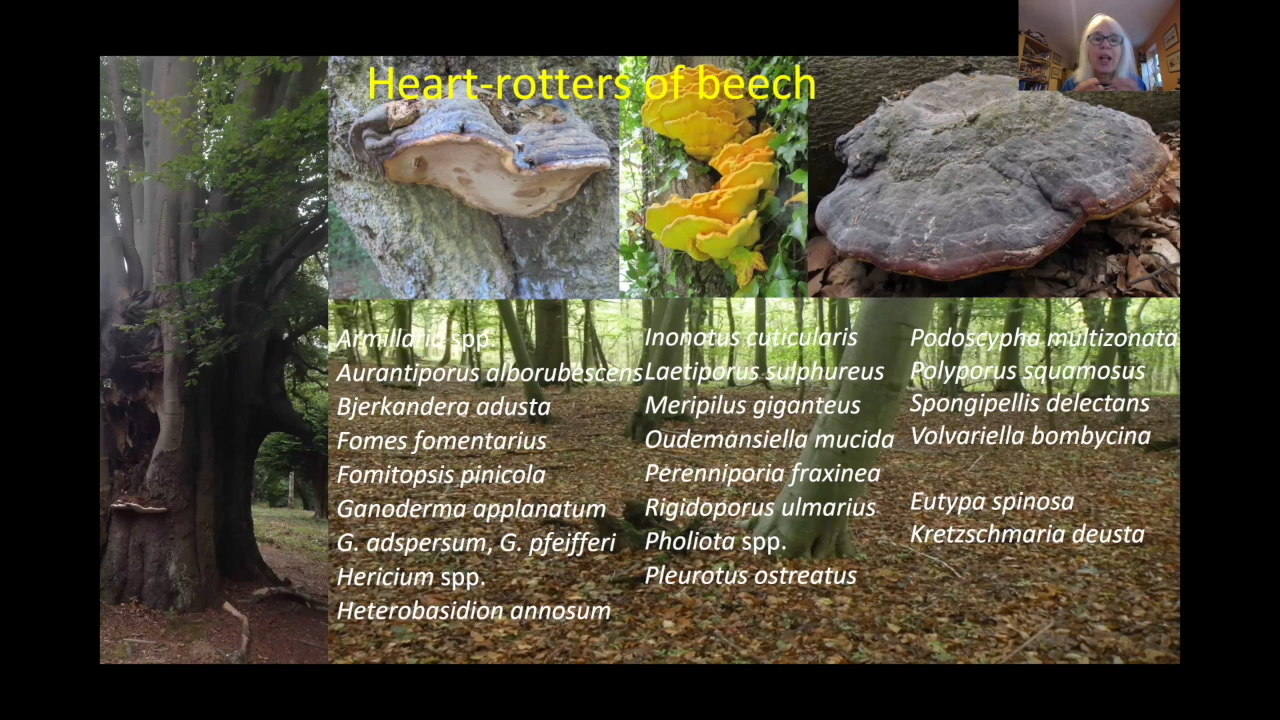 Heart-rotters of beech
Armillaria spp.
Aurantiporus alborubescens
Bjerkandera adusta
Fomes fomentarius
Fomitopsis pinicola
Ganoderma applanatum
G. adspersum, G. pfeifferi
Hericium spp.
Heterobasidion annosum
Inonotus cuticularis
Laetiporus sulphureus
Meripilus giganteus
Oudemansiella mucida
Perenniporia fraxinea
Rigidoporus ulmarius
Pholiota spp.
Pleurotus ostreatus
Podoscypha multizonata
Polyporus squamosus
Spongipellis delectans
Volvariella bombycina
Eutypa spinosa
Kretzschmaria deusta